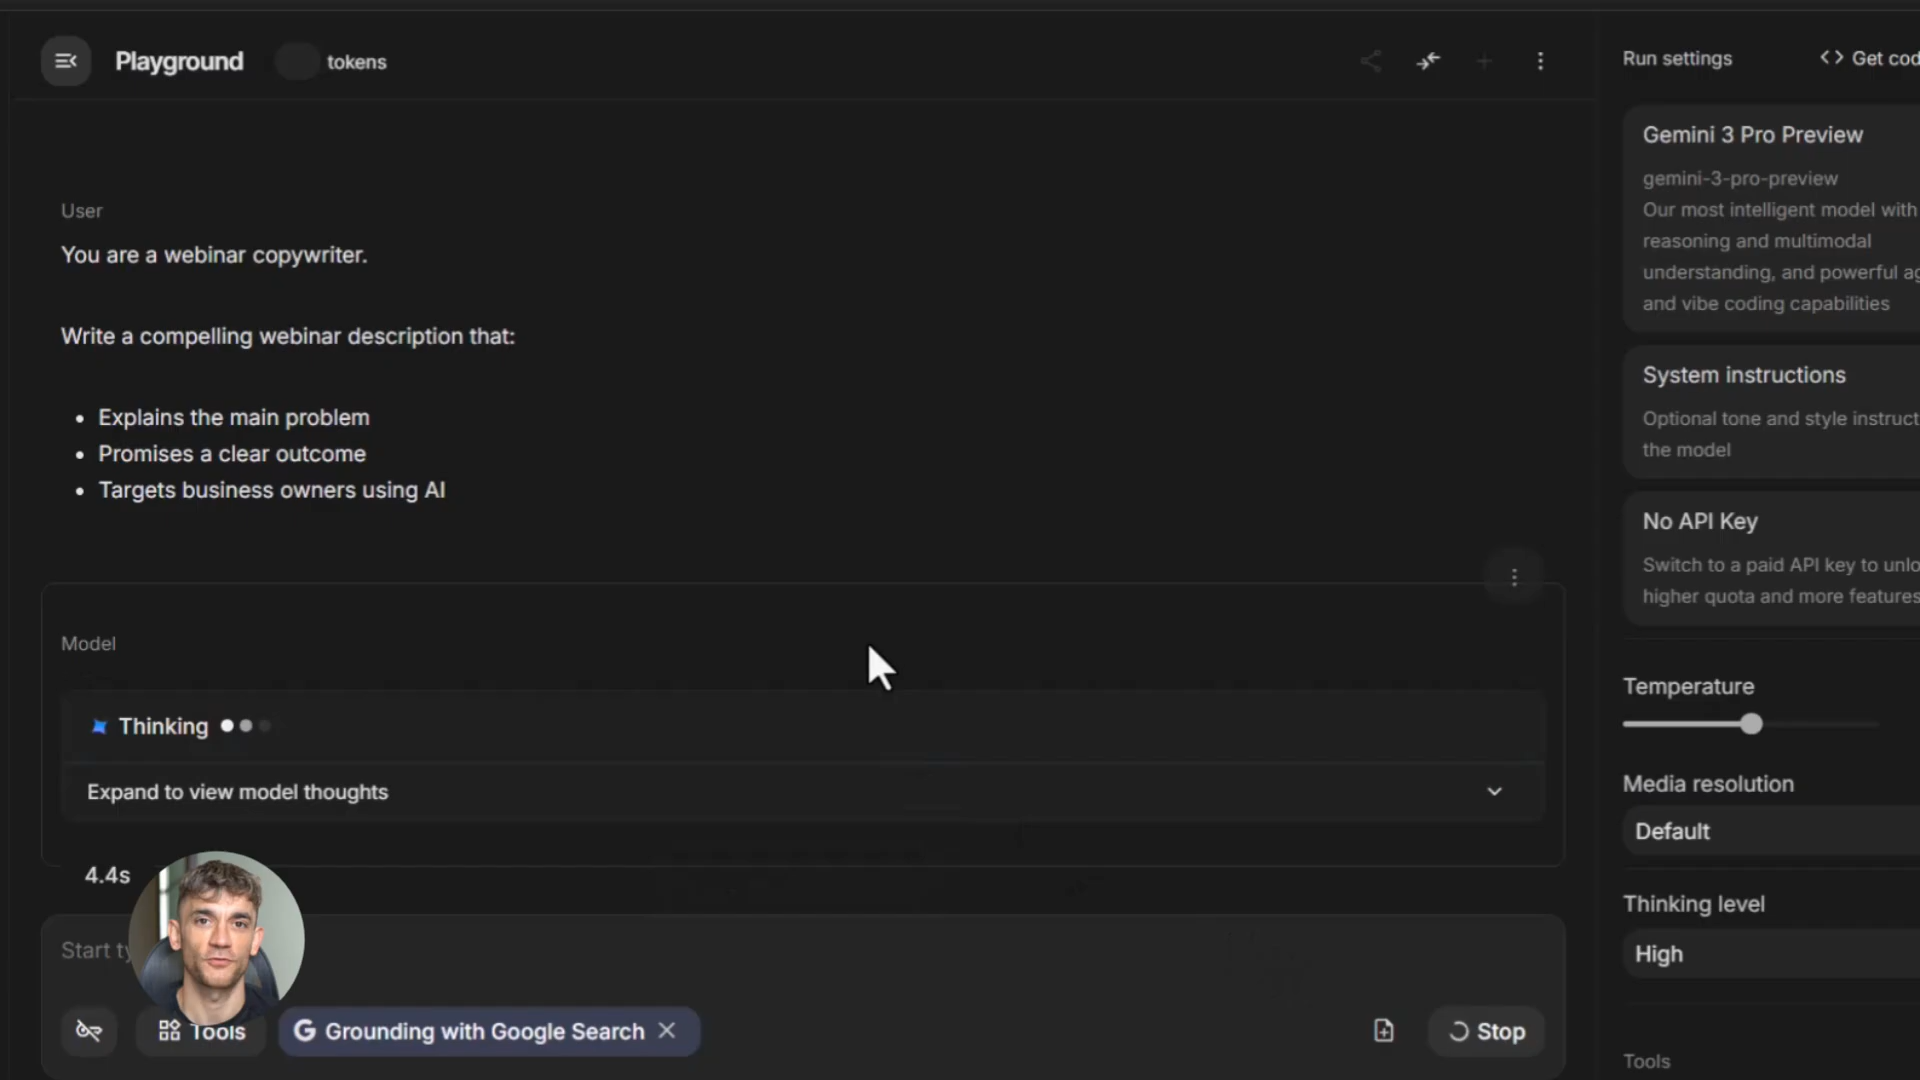 Playground
tokens
User
You are a webinar copywriter.
Write a compelling webinar description that:
• Explains the main problem
• Promises a clear outcome
• Targets business owners using AI
Model
Thinking
Expand to view model thoughts
4.4s
Start ty
Tools
Grounding with Google Search
Stop
Run settings
<> Get cod
Gemini 3 Pro Preview
gemini-3-pro-preview
Our most intelligent model with
reasoning and multimodal
understanding, and powerful ag
and vibe coding capabilities
System instructions
Optional tone and style instruct
the model
No API Key
Switch to a paid API key to unlo
higher quota and more features
Temperature
Media resolution
Default
Thinking level
High
Tools